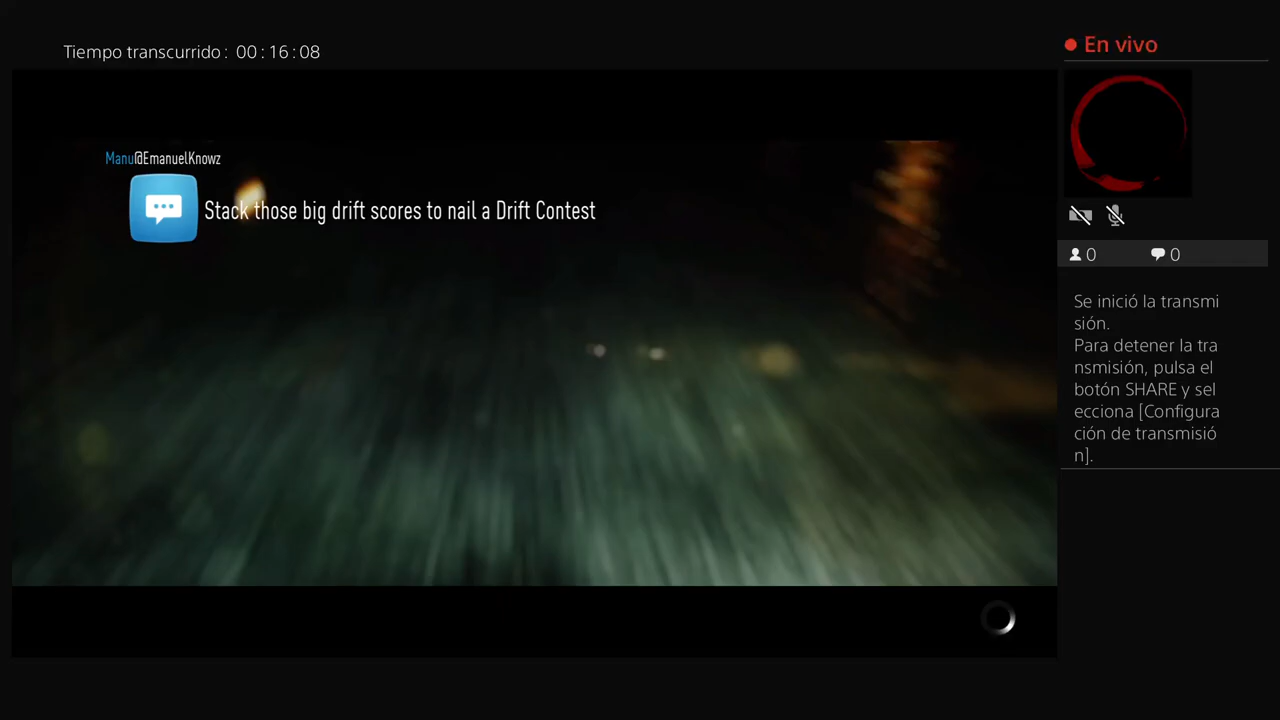 Tiempo transcurrido: 00:16:08
En vivo
Manu@EmanuelKnowz
Stack those big drift scores to nail a Drift Contest
0 0
Se inició la transmi
sión.
Para detener la tra
nsmisión, pulsa el
botón SHARE y sel
ecciona [Configura
ción de transmisió
n].